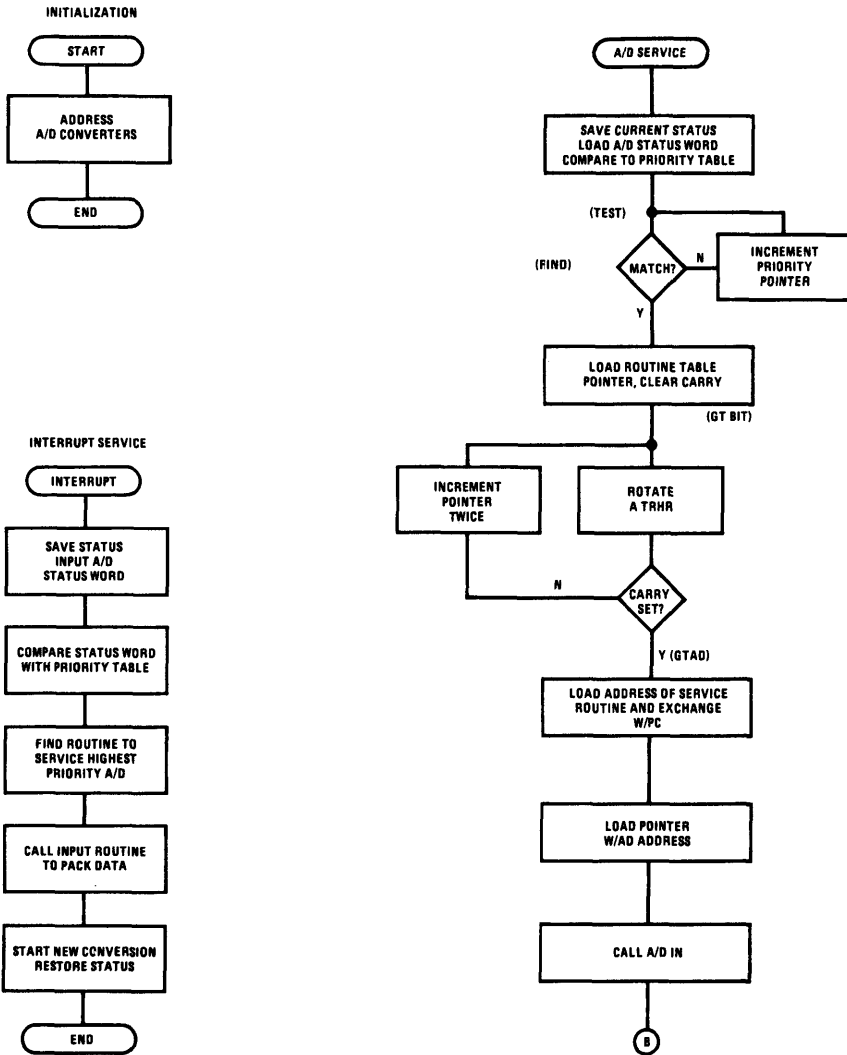 INITIALIZATION
START
ADDRESS
A/D CONVERTERS
END
INTERRUPT SERVICE
INTERRUPT
SAVE STATUS
INPUT A/D
STATUS WORD
COMPARE STATUS WORD
WITH PRIORITY TABLE
FIND ROUTINE TO
SERVICE HIGHEST
PRIORITY A/D
CALL INPUT ROUTINE
TO PACK DATA
START NEW CONVERSION
RESTORE STATUS
END
A/D SERVICE
SAVE CURRENT STATUS
LOAD A/D STATUS WORD
COMPARE TO PRIORITY TABLE
(TEST)
(FIND)
MATCH?
N
INCREMENT
PRIORITY
POINTER
Y
LOAD ROUTINE TABLE
POINTER, CLEAR CARRY
(GT BIT)
INCREMENT
POINTER
TWICE
ROTATE
A TRHR
N
CARRY
SET?
Y (GTAD)
LOAD ADDRESS OF SERVICE
ROUTINE AND EXCHANGE
W/PC
LOAD POINTER
W/AD ADDRESS
CALL A/D IN
B